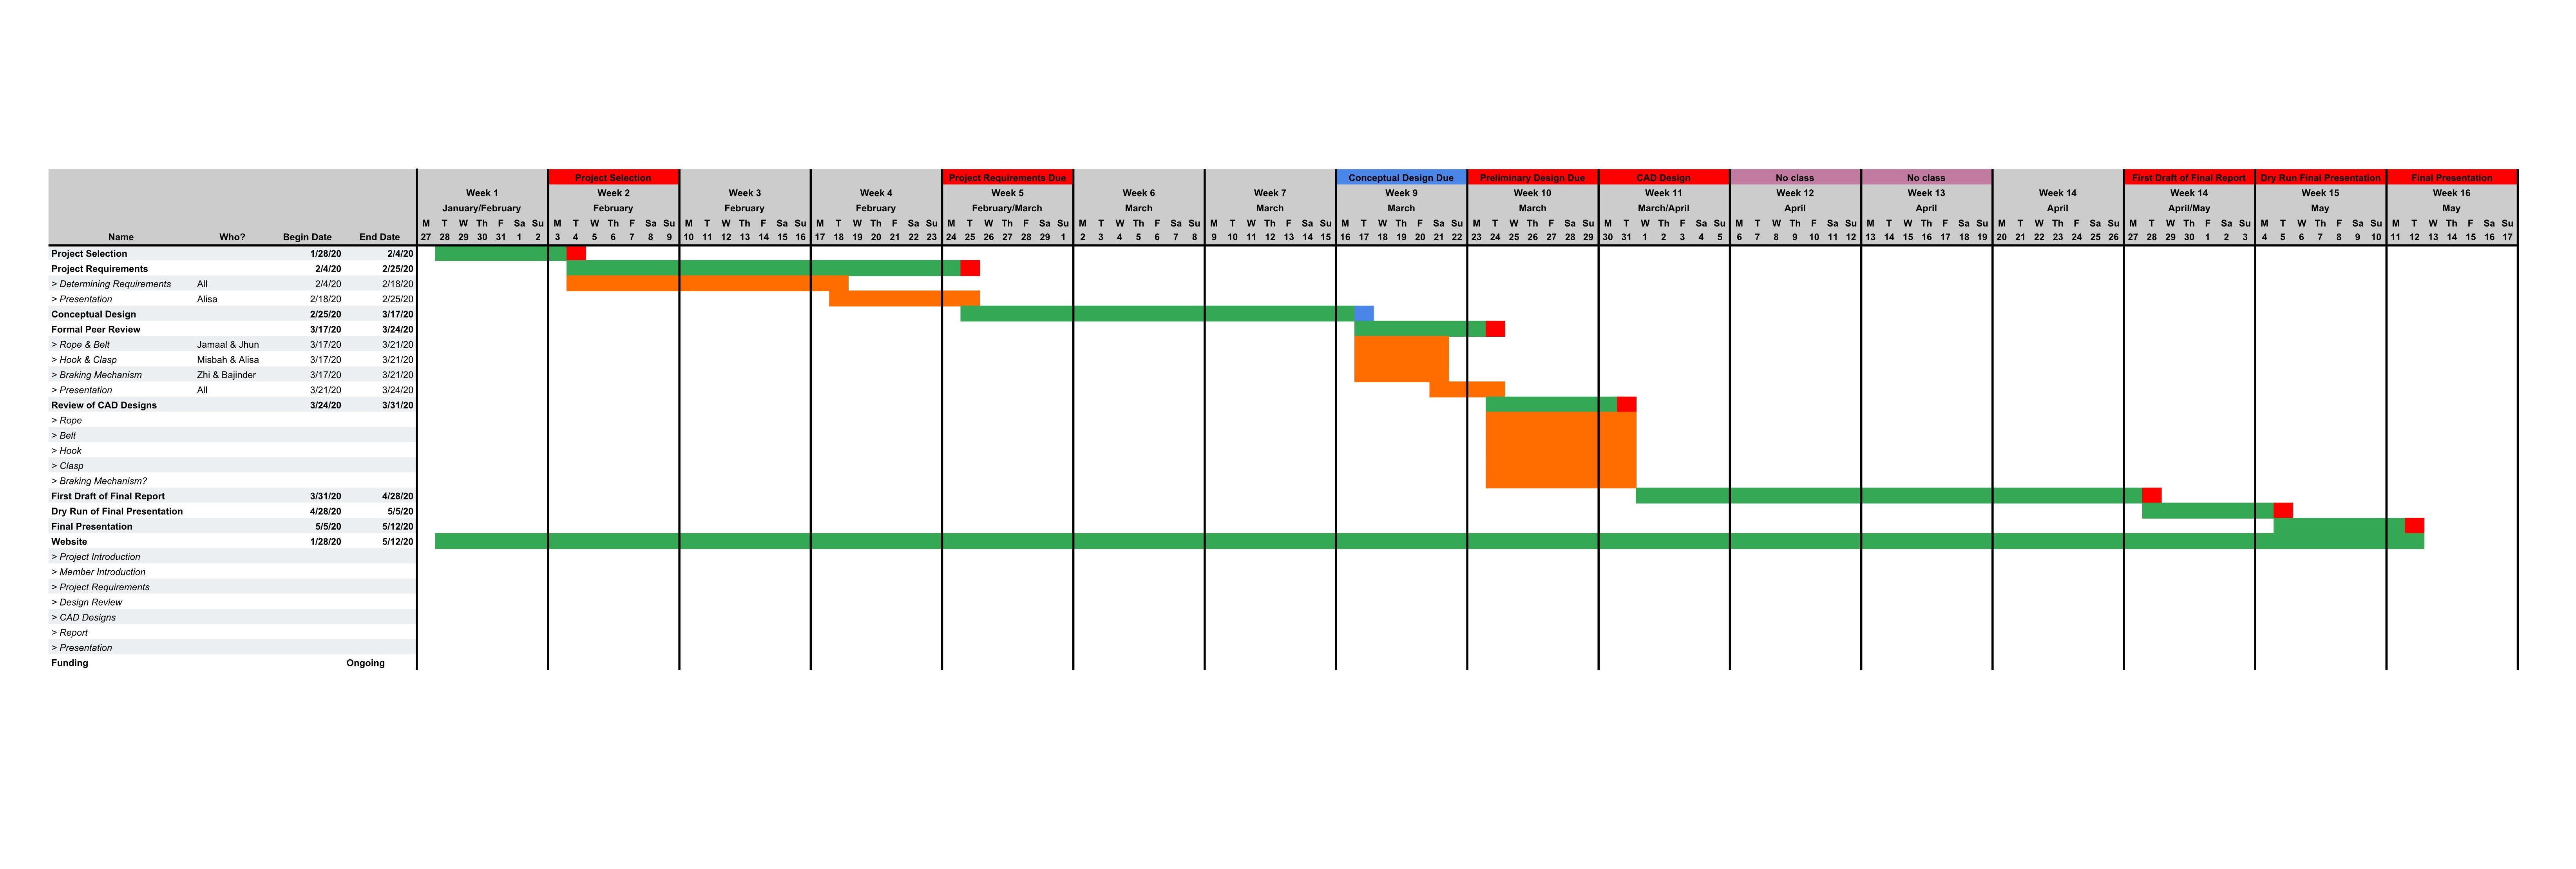 Project Selection Project Requirements Due Conceptual Design Due Preliminary Design Due CAD Design No class No class First Draft of Final Report Dry Run Final Presentation Final Presentation
Week 1 Week 2 Week 3 Week 4 Week 5 Week 6 Week 7 Week 9 Week 10 Week 11 Week 12 Week 13 Week 14 Week 14 Week 15 Week 16
January/February February February February February/March March March March March March/April April April April April/May May May
M T W Th F Sa Su M T W Th F Sa Su M T W Th F Sa Su M T W Th F Sa Su M T W Th F Sa Su M T W Th F Sa Su M T W Th F Sa Su M T W Th F Sa Su M T W Th F Sa Su M T W Th F Sa Su M T W Th F Sa Su M T W Th F Sa Su M T W Th F Sa Su M T W Th F Sa Su M T W Th F Sa Su M T W Th F Sa Su
Name Who? Begin Date End Date 27 28 29 30 31 1 2 3 4 5 6 7 8 9 10 11 12 13 14 15 16 17 18 19 20 21 22 23 24 25 26 27 28 29 1 2 3 4 5 6 7 8 9 10 11 12 13 14 15 16 17 18 19 20 21 22 23 24 25 26 27 28 29 30 31 1 2 3 4 5 6 7 8 9 10 11 12 13 14 15 16 17 18 19 20 21 22 23 24 25 26 27 28 29 30 1 2 3 4 5 6 7 8 9 10 11 12 13 14 15 16 17
Project Selection 1/28/20 2/4/20
Project Requirements 2/4/20 2/25/20
> Determining Requirements All 2/4/20 2/18/20
> Presentation Alisa 2/18/20 2/25/20
Conceptual Design 2/25/20 3/17/20
Formal Peer Review 3/17/20 3/24/20
> Rope & Belt Jamaal & Jhun 3/17/20 3/21/20
> Hook & Clasp Misbah & Alisa 3/17/20 3/21/20
> Braking Mechanism Zhi & Bajinder 3/17/20 3/21/20
> Presentation All 3/21/20 3/24/20
Review of CAD Designs 3/24/20 3/31/20
> Rope
> Belt
> Hook
> Clasp
> Braking Mechanism?
First Draft of Final Report 3/31/20 4/28/20
Dry Run of Final Presentation 4/28/20 5/5/20
Final Presentation 5/5/20 5/12/20
Website 1/28/20 5/12/20
> Project Introduction
> Member Introduction
> Project Requirements
> Design Review
> CAD Designs
> Report
> Presentation
Funding Ongoing